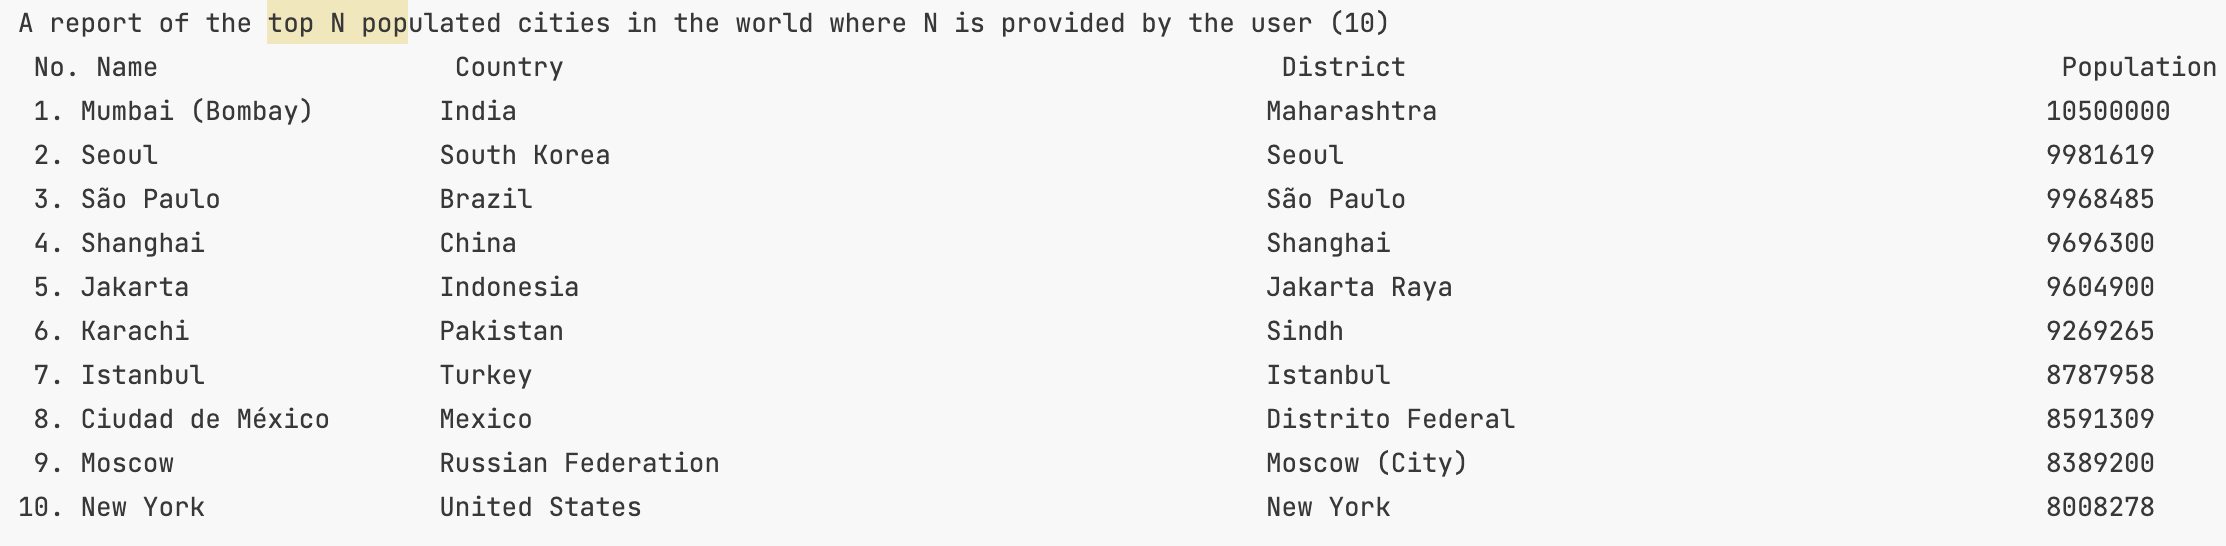 A report of the top N populated cities in the world where N is provided by the user (10)
No. Name Country District Population
1. Mumbai (Bombay) India Maharashtra 10500000
2. Seoul South Korea Seoul 9981619
3. São Paulo Brazil São Paulo 9968485
4. Shanghai China Shanghai 9696300
5. Jakarta Indonesia Jakarta Raya 9604900
6. Karachi Pakistan Sindh 9269265
7. Istanbul Turkey Istanbul 8787958
8. Ciudad de México Mexico Distrito Federal 8591309
9. Moscow Russian Federation Moscow (City) 8389200
10. New York United States New York 8008278